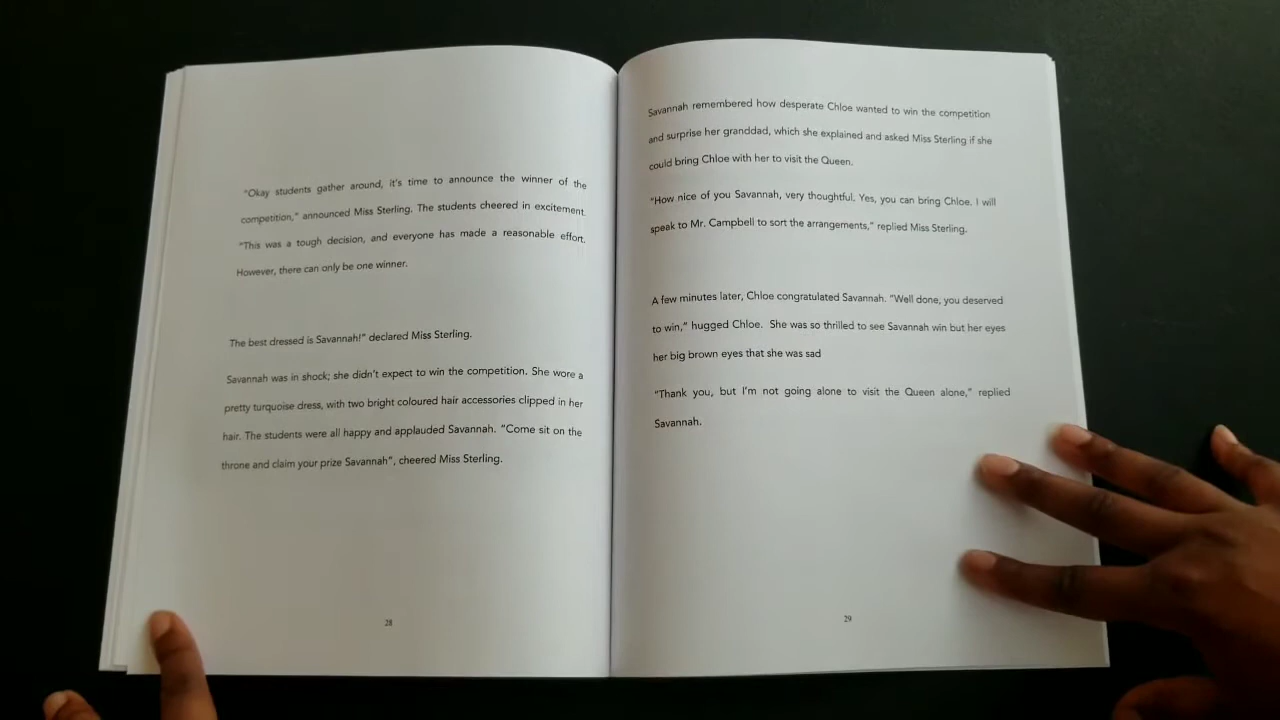 "Okay students gather around, it's time to announce the winner of the
competition," announced Miss Sterling. The students cheered in excitement.
"This was a tough decision, and everyone has made a reasonable effort.
However, there can only be one winner.
The best dressed is Savannah!" declared Miss Sterling.
Savannah was in shock; she didn't expect to win the competition. She wore a
pretty turquoise dress, with two bright coloured hair accessories clipped in her
hair. The students were all happy and applauded Savannah. "Come sit on the
throne and claim your prize Savannah", cheered Miss Sterling.
28
Savannah remembered how desperate Chloe wanted to win the competition
and surprise her granddad, which she explained and asked Miss Sterling if she
could bring Chloe with her to visit the Queen.
"How nice of you Savannah, very thoughtful. Yes, you can bring Chloe. I will
speak to Mr. Campbell to sort the arrangements," replied Miss Sterling.
A few minutes later, Chloe congratulated Savannah. "Well done, you deserved
to win," hugged Chloe. She was so thrilled to see Savannah win but her eyes
her big brown eyes that she was sad
"Thank you, but I'm not going alone to visit the Queen alone," replied
Savannah.
29